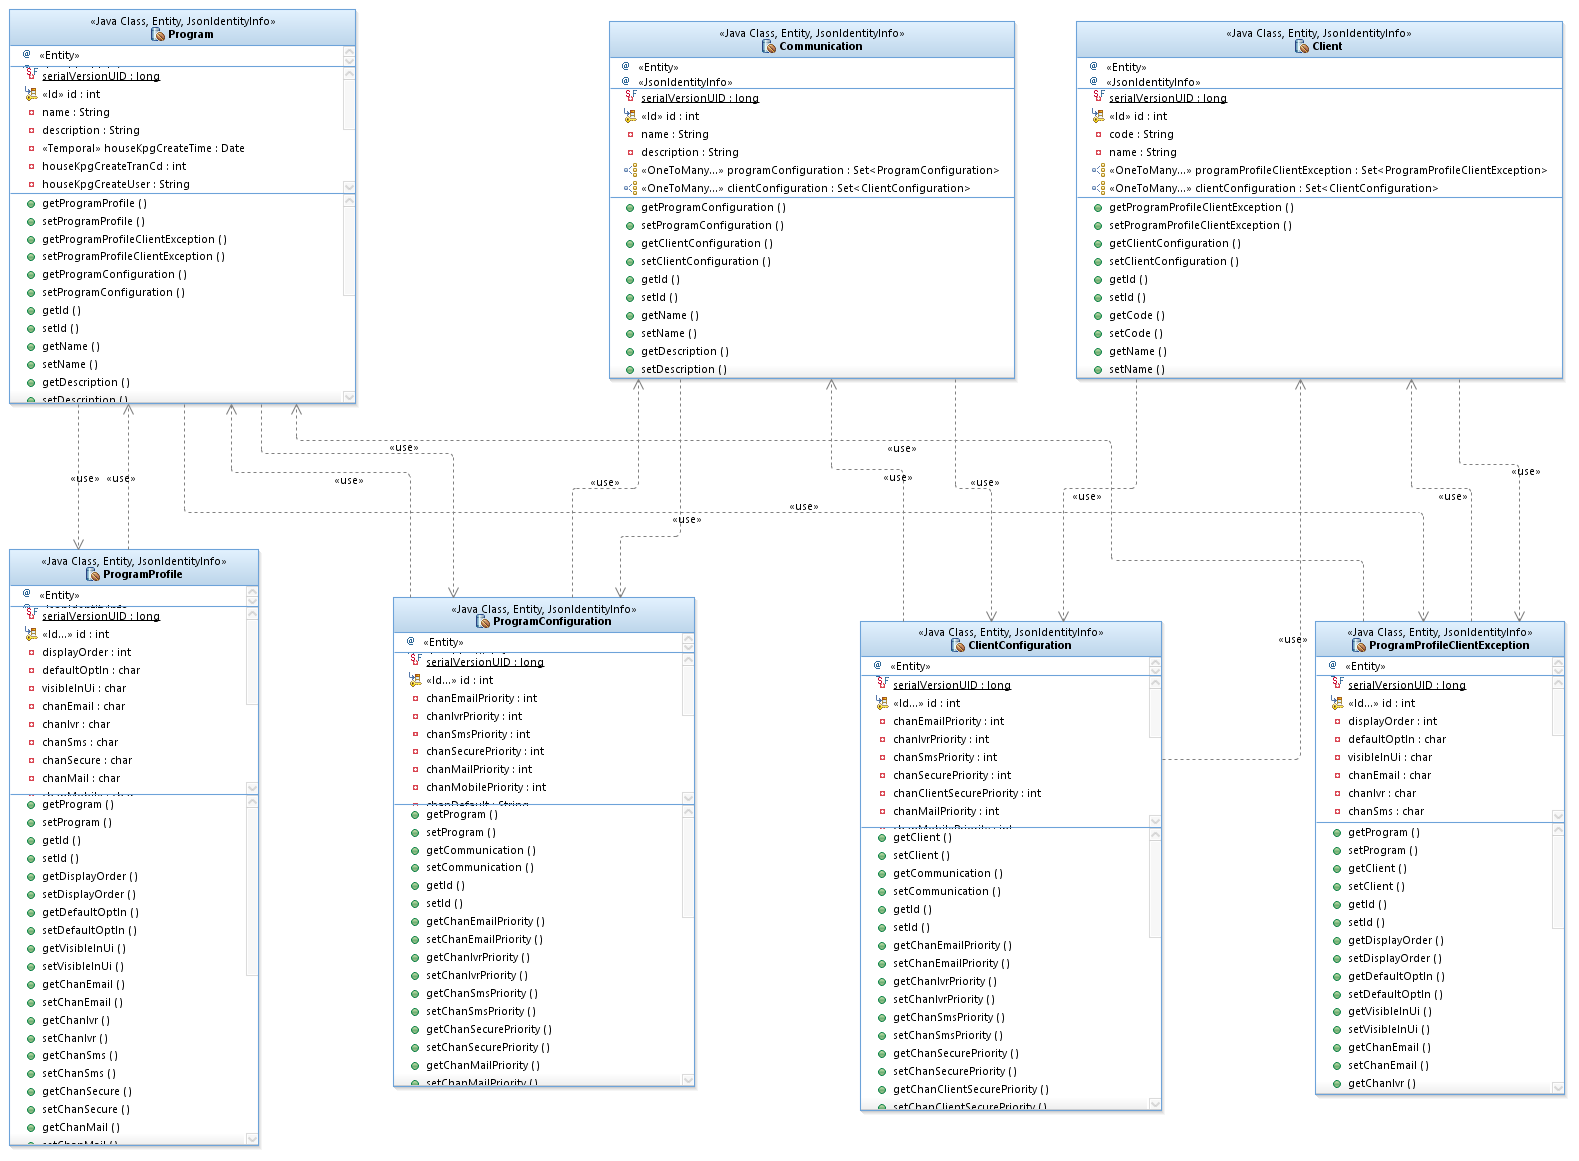 «Java Class, Entity, JsonIdentityInfo»
Program
@ «Entity»
serialVersionUID : long
«Id» id : int
name : String
description : String
«Temporal» houseKpgCreateTime : Date
houseKpgCreateTranCd : int
houseKpgCreateUser : String
getProgramProfile ( )
setProgramProfile ( )
getProgramProfileClientException ( )
setProgramProfileClientException ( )
getProgramConfiguration ( )
setProgramConfiguration ( )
getId ( )
setId ( )
getName ( )
setName ( )
getDescription ( )
setDescription ( )
«Java Class, Entity, JsonIdentityInfo»
Communication
@ «Entity»
@ «JsonIdentityInfo»
serialVersionUID : long
«Id» id : int
name : String
description : String
«OneToMany...» programConfiguration : Set<ProgramConfiguration>
«OneToMany...» clientConfiguration : Set<ClientConfiguration>
getProgramConfiguration ( )
setProgramConfiguration ( )
getClientConfiguration ( )
setClientConfiguration ( )
getId ( )
setId ( )
getName ( )
setName ( )
getDescription ( )
setDescription ( )
«Java Class, Entity, JsonIdentityInfo»
Client
@ «Entity»
@ «JsonIdentityInfo»
serialVersionUID : long
«Id» id : int
code : String
name : String
«OneToMany...» programProfileClientException : Set<ProgramProfileClientException>
«OneToMany...» clientConfiguration : Set<ClientConfiguration>
getProgramProfileClientException ( )
setProgramProfileClientException ( )
getClientConfiguration ( )
setClientConfiguration ( )
getId ( )
setId ( )
getCode ( )
setCode ( )
getName ( )
setName ( )
«use»
«use»
«use»
«use»
«use»
«use»
«use»
«use»
«use»
«use»
«use»
«use»
«use»
«use»
«Java Class, Entity, JsonIdentityInfo»
ProgramProfile
@ «Entity»
serialVersionUID : long
«Id...» id : int
displayOrder : int
defaultOptIn : char
visibleInUi : char
chanEmail : char
chanIvr : char
chanSms : char
chanSecure : char
chanMail : char
chanMobile : char
getProgram ( )
setProgram ( )
getId ( )
setId ( )
getDisplayOrder ( )
setDisplayOrder ( )
getDefaultOptIn ( )
setDefaultOptIn ( )
getVisibleInUi ( )
setVisibleInUi ( )
getChanEmail ( )
setChanEmail ( )
getChanIvr ( )
setChanIvr ( )
getChanSms ( )
setChanSms ( )
getChanSecure ( )
setChanSecure ( )
getChanMail ( )
setChanMail ( )
«Java Class, Entity, JsonIdentityInfo»
ProgramConfiguration
@ «Entity»
serialVersionUID : long
«Id...» id : int
chanEmailPriority : int
chanIvrPriority : int
chanSmsPriority : int
chanSecurePriority : int
chanMailPriority : int
chanMobilePriority : int
chanDefault : String
getProgram ( )
setProgram ( )
getCommunication ( )
setCommunication ( )
getId ( )
setId ( )
getChanEmailPriority ( )
setChanEmailPriority ( )
getChanIvrPriority ( )
setChanIvrPriority ( )
getChanSmsPriority ( )
setChanSmsPriority ( )
getChanSecurePriority ( )
setChanSecurePriority ( )
getChanMailPriority ( )
setChanMailPriority ( )
«Java Class, Entity, JsonIdentityInfo»
ClientConfiguration
@ «Entity»
serialVersionUID : long
«Id...» id : int
chanEmailPriority : int
chanIvrPriority : int
chanSmsPriority : int
chanSecurePriority : int
chanClientSecurePriority : int
chanMailPriority : int
chanMobilePriority : int
getClient ( )
setClient ( )
getCommunication ( )
setCommunication ( )
getId ( )
setId ( )
getChanEmailPriority ( )
setChanEmailPriority ( )
getChanIvrPriority ( )
setChanIvrPriority ( )
getChanSmsPriority ( )
setChanSmsPriority ( )
getChanSecurePriority ( )
setChanSecurePriority ( )
getChanClientSecurePriority ( )
setChanClientSecurePriority ( )
«Java Class, Entity, JsonIdentityInfo»
ProgramProfileClientException
@ «Entity»
serialVersionUID : long
«Id...» id : int
displayOrder : int
defaultOptIn : char
visibleInUi : char
chanEmail : char
chanIvr : char
chanSms : char
getProgram ( )
setProgram ( )
getClient ( )
setClient ( )
getId ( )
setId ( )
getDisplayOrder ( )
setDisplayOrder ( )
getDefaultOptIn ( )
setDefaultOptIn ( )
getVisibleInUi ( )
setVisibleInUi ( )
getChanEmail ( )
setChanEmail ( )
getChanIvr ( )